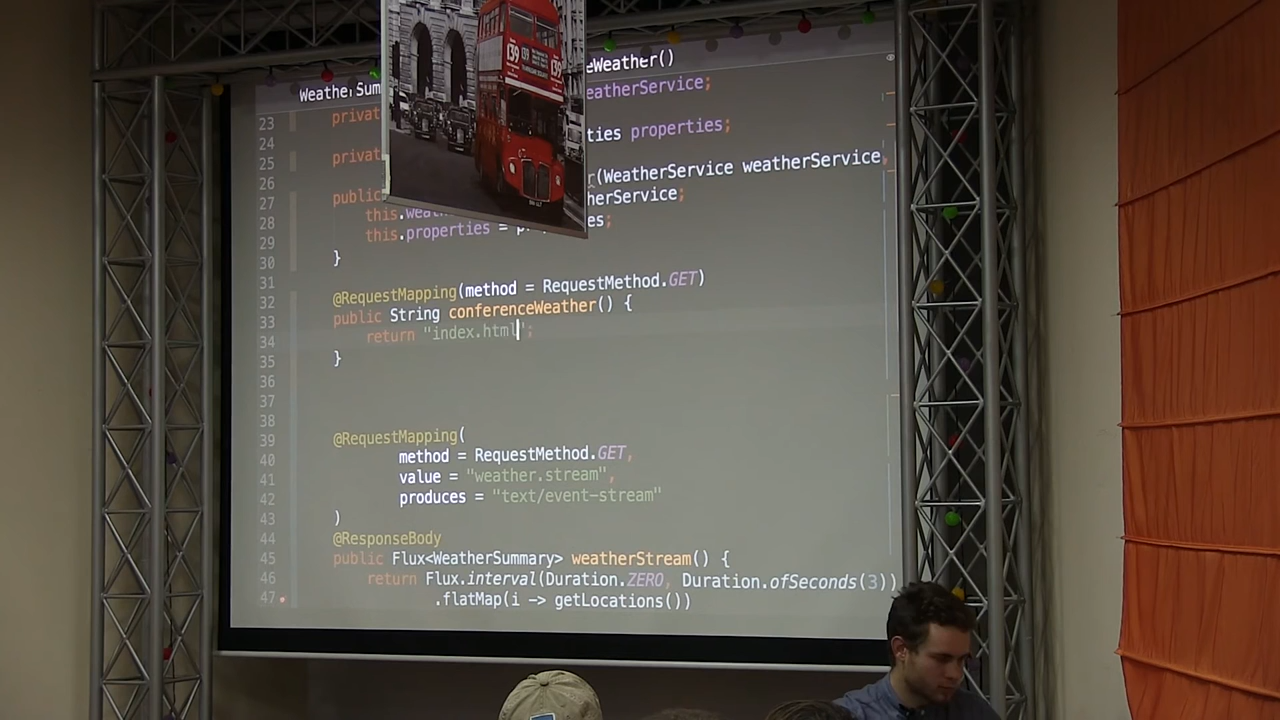 139 139 139
Weathe Sum eWeather()
23 privat eatherService;
24
25 privat ties properties;
26
27 public r(WeatherService weatherService,
28 this.weat herService;
29 this.properties = p es;
30 }
31
32 @RequestMapping(method = RequestMethod.GET)
33 public String conferenceWeather() {
34 return "index.html";
35 }
36
37
38
39 @RequestMapping(
40 method = RequestMethod.GET,
41 value = "weather.stream",
42 produces = "text/event-stream"
43 )
44 @ResponseBody
45 public Flux<WeatherSummary> weatherStream() {
46 return Flux.interval(Duration.ZERO, Duration.ofSeconds(3))
47 .flatMap(i -> getLocations())